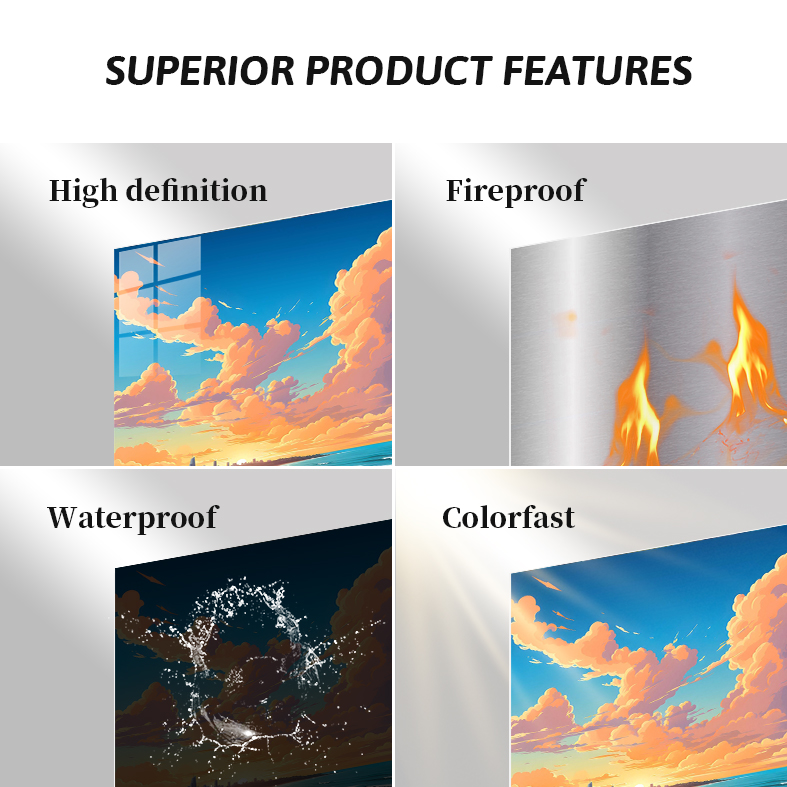 SUPERIOR PRODUCT FEATURES
High definition
Fireproof
Waterproof
Colorfast